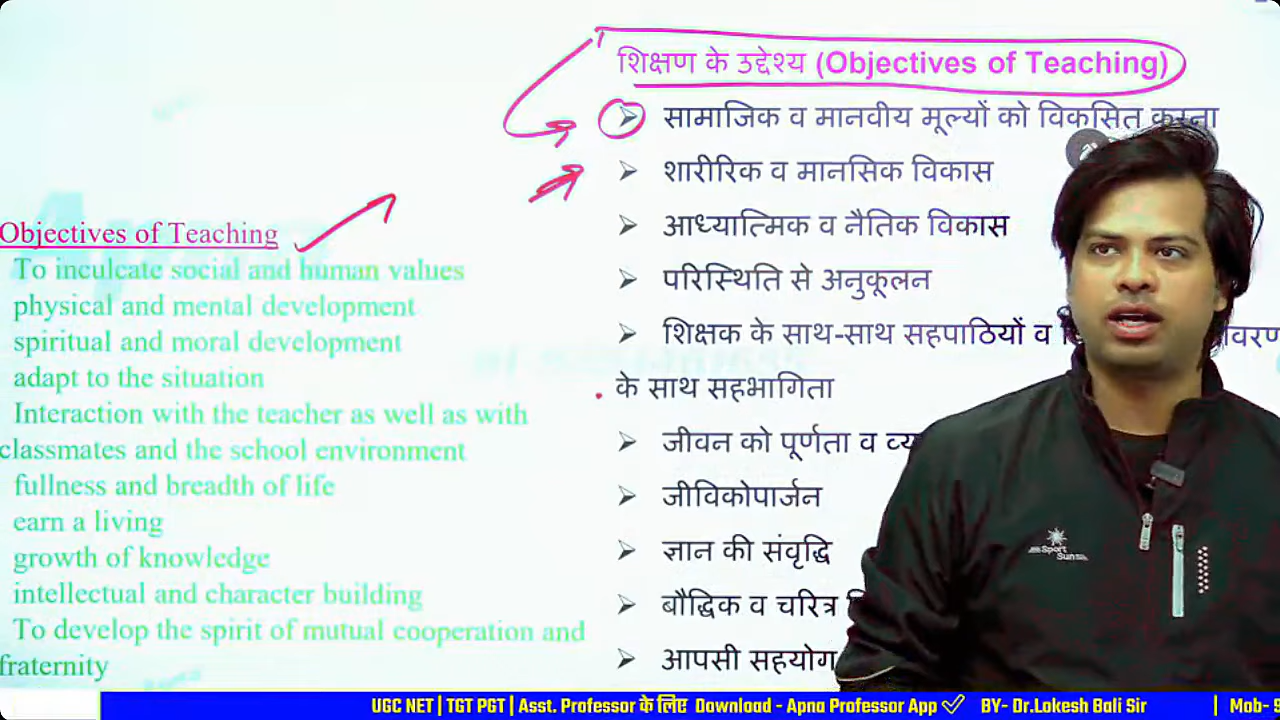 शिक्षण के उद्देश्य (Objectives of Teaching)
➢ सामाजिक व मानवीय मूल्यों को विकसित करना
➢ शारीरिक व मानसिक विकास
➢ आध्यात्मिक व नैतिक विकास
➢ परिस्थिति से अनुकूलन
➢ शिक्षक के साथ-साथ सहपाठियों व
के साथ सहभागिता
➢ जीवन को पूर्णता व
➢ जीविकोपार्जन
➢ ज्ञान की संवृद्धि
➢ बौद्धिक व चरित्र
➢ आपसी सहयोग
Objectives of Teaching
To inculcate social and human values
physical and mental development
spiritual and moral development
adapt to the situation
Interaction with the teacher as well as with
classmates and the school environment
fullness and breadth of life
earn a living
growth of knowledge
intellectual and character building
To develop the spirit of mutual cooperation and
fraternity
Sport Sun
UGC NET | TGT PGT | Asst. Professor के लिए Download - Apna Professor App ✓ BY- Dr.Lokesh Bali Sir | Mob-